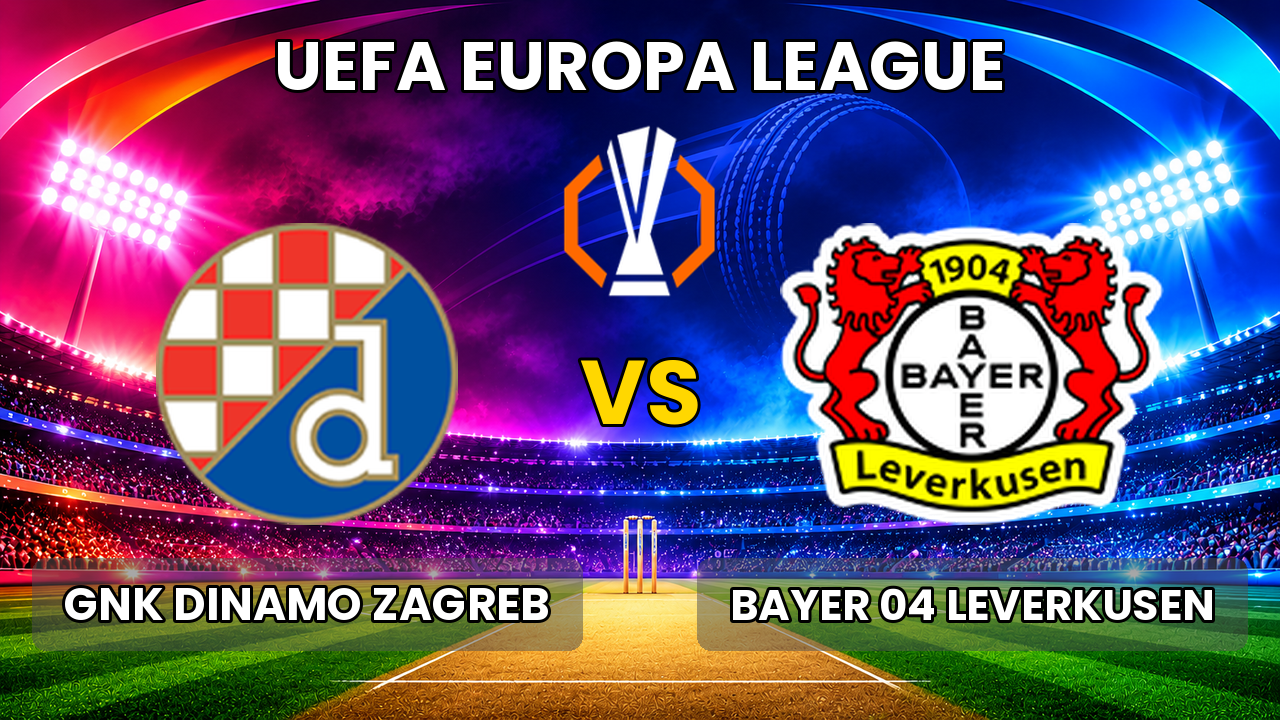 UEFA EUROPA LEAGUE
1904
BAYER
BAYER
Leverkusen
d
VS
GNK DINAMO ZAGREB
BAYER 04 LEVERKUSEN